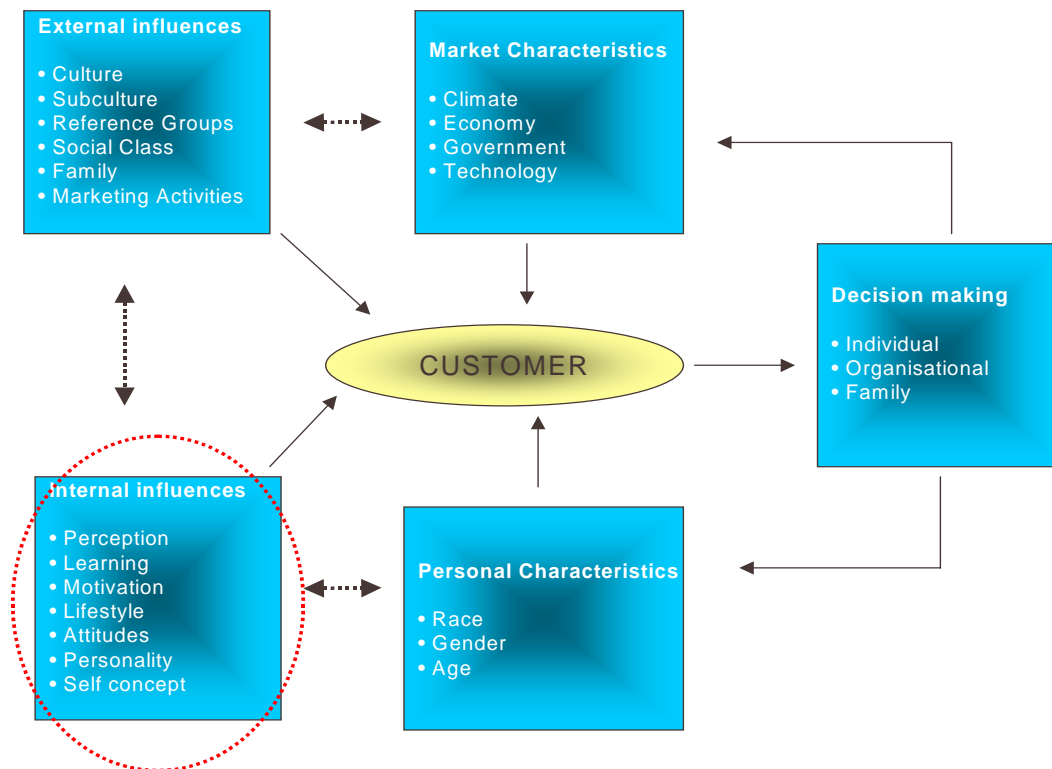 External influences
• Culture
• Subculture
• Reference Groups
• Social Class
• Family
• Marketing Activities
Market Characteristics
• Climate
• Economy
• Government
• Technology
Decision making
• Individual
• Organisational
• Family
CUSTOMER
Internal influences
• Perception
• Learning
• Motivation
• Lifestyle
• Attitudes
• Personality
• Self concept
Personal Characteristics
• Race
• Gender
• Age